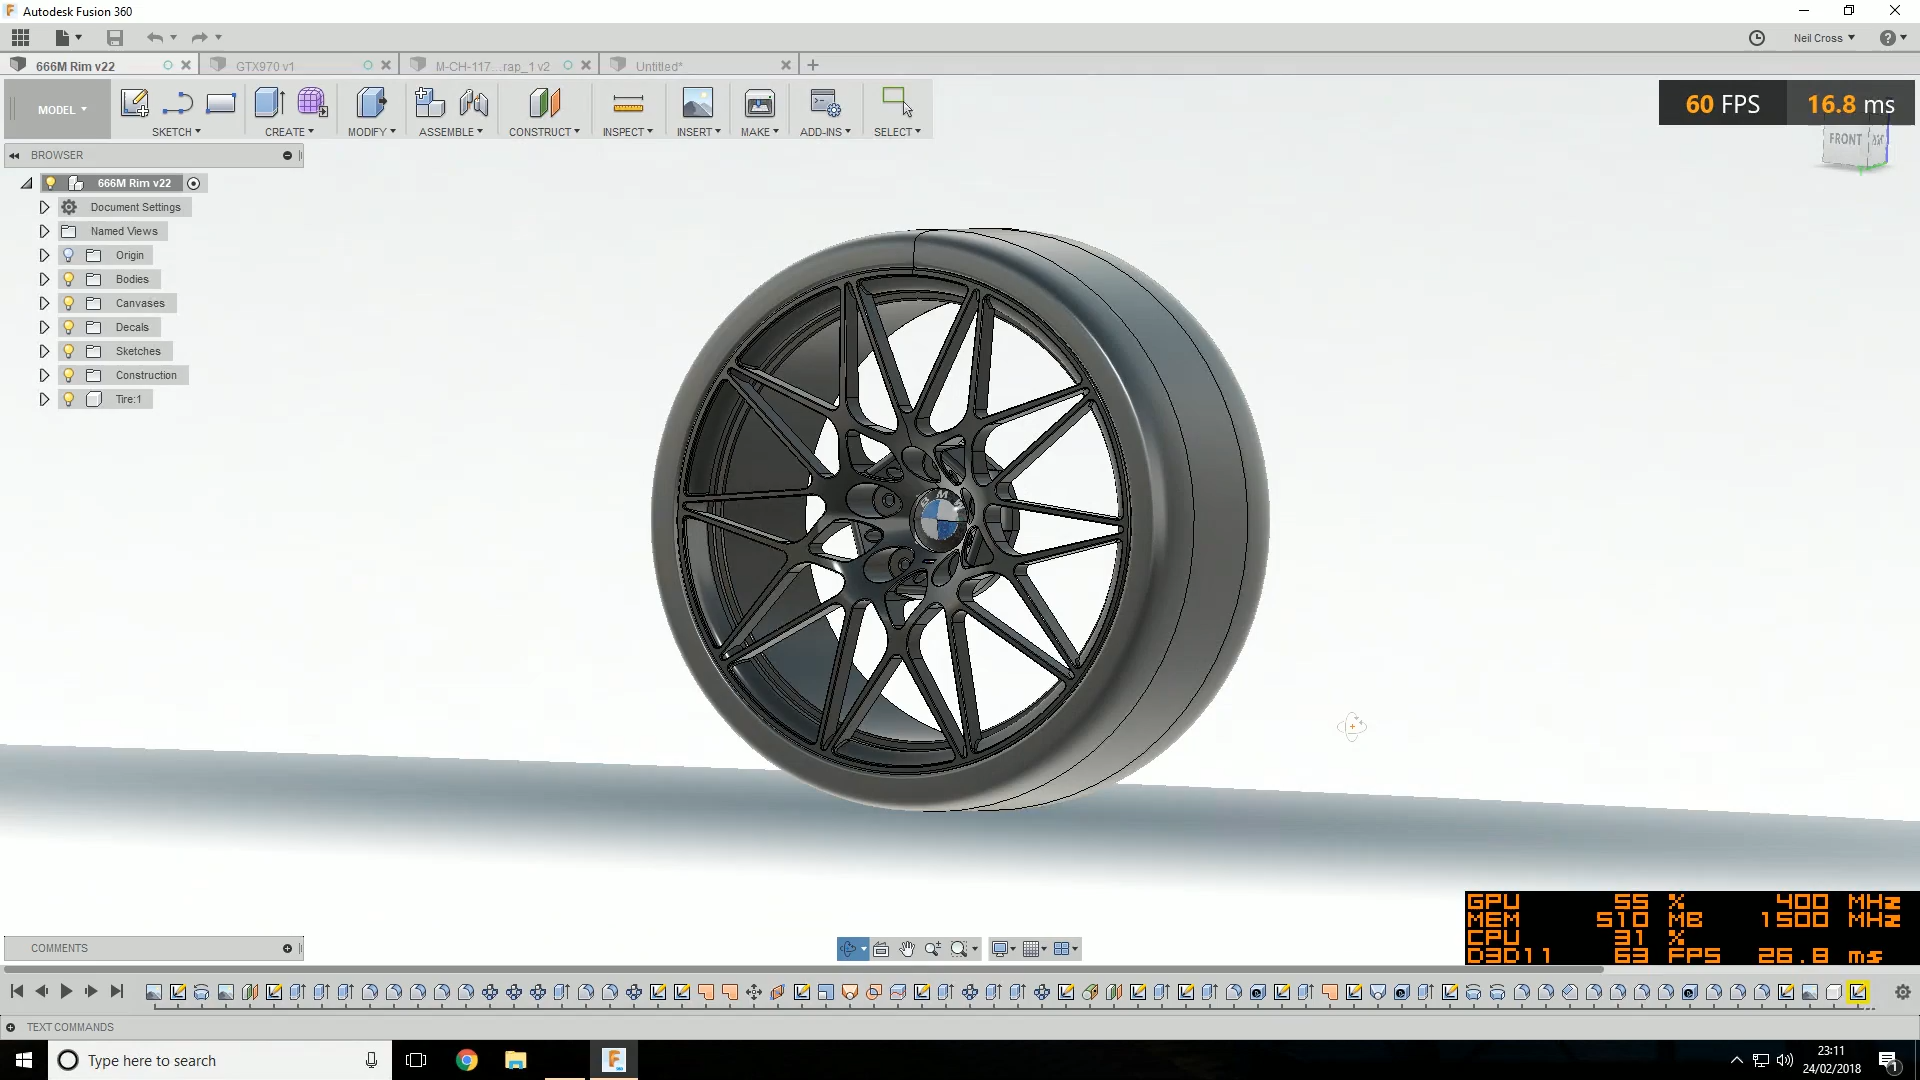 Autodesk Fusion 360
Neil Cross
666M Rim v22
GTX970 v1
M-CH-117...rap_1 v2
Untitled*
MODEL
SKETCH
CREATE
MODIFY
ASSEMBLE
CONSTRUCT
INSPECT
INSERT
MAKE
ADD-INS
SELECT
60 FPS
16.8 ms
FRONT
BROWSER
666M Rim v22
Document Settings
Named Views
Origin
Bodies
Canvases
Decals
Sketches
Construction
Tire:1
GPU 55 % 400 MHz
MEM 510 MB 1500 MHz
CPU 31 %
D3D11 63 FPS 26.8 ms
COMMENTS
TEXT COMMANDS
Type here to search
23:11
24/02/2018
1